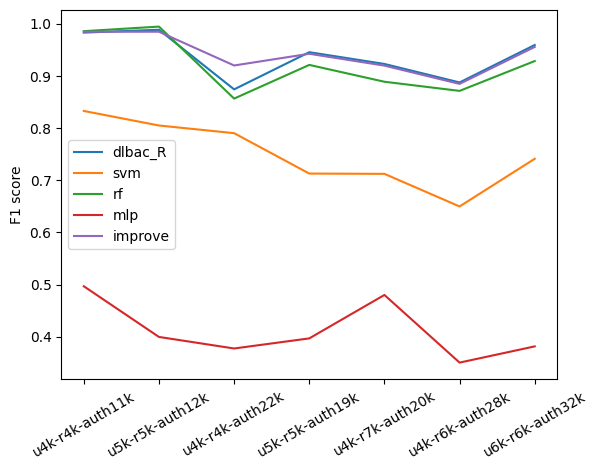 1.0
0.9
0.8
0.7
0.6
0.5
0.4
F1 score
dlbac_R
svm
rf
mlp
improve
u4k-r4k-auth11k
u5k-r5k-auth12k
u4k-r4k-auth22k
u5k-r5k-auth19k
u4k-r7k-auth20k
u4k-r6k-auth28k
u6k-r6k-auth32k